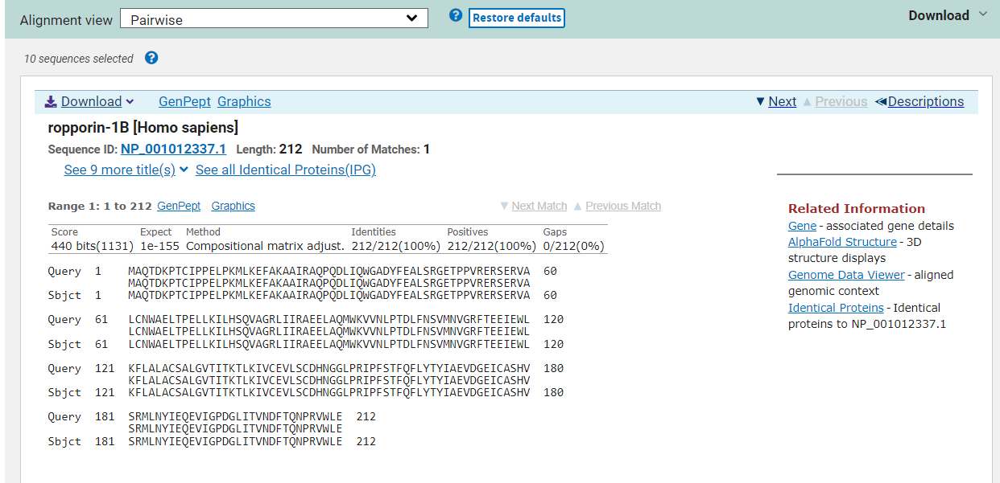 Alignment view Pairwise ? Restore defaults Download
10 sequences selected ?
Download GenPept Graphics ▼ Next ▲ Previous ◀Descriptions
ropporin-1B [Homo sapiens]
Sequence ID: NP_001012337.1 Length: 212 Number of Matches: 1
See 9 more title(s) See all Identical Proteins(IPG)
Range 1: 1 to 212 GenPept Graphics ▼ Next Match ▲ Previous Match
Score Expect Method Identities Positives Gaps
440 bits(1131) 1e-155 Compositional matrix adjust. 212/212(100%) 212/212(100%) 0/212(0%)
Query 1 MAQTDKPTCIPPELPKMLKEFAKAAIRAQPQDLIQWGADYFEALSRGETPPVRERSERVA 60
MAQTDKPTCIPPELPKMLKEFAKAAIRAQPQDLIQWGADYFEALSRGETPPVRERSERVA
Sbjct 1 MAQTDKPTCIPPELPKMLKEFAKAAIRAQPQDLIQWGADYFEALSRGETPPVRERSERVA 60
Query 61 LCNWAELTPELLKILHSQVAGRLIIRAEELAQMWKVVNLPTDLFNSVMNVGRFTEEIEWL 120
LCNWAELTPELLKILHSQVAGRLIIRAEELAQMWKVVNLPTDLFNSVMNVGRFTEEIEWL
Sbjct 61 LCNWAELTPELLKILHSQVAGRLIIRAEELAQMWKVVNLPTDLFNSVMNVGRFTEEIEWL 120
Query 121 KFLALACSALGVTITKTLKIVCEVLSCDHNGGLPRIPFSTFQFLYTYIAEVDGEICASHV 180
KFLALACSALGVTITKTLKIVCEVLSCDHNGGLPRIPFSTFQFLYTYIAEVDGEICASHV
Sbjct 121 KFLALACSALGVTITKTLKIVCEVLSCDHNGGLPRIPFSTFQFLYTYIAEVDGEICASHV 180
Query 181 SRMLNYIEQEVIGPDGLITVNDFTQNPRVWLE 212
SRMLNYIEQEVIGPDGLITVNDFTQNPRVWLE
Sbjct 181 SRMLNYIEQEVIGPDGLITVNDFTQNPRVWLE 212
Related Information
Gene - associated gene details
AlphaFold Structure - 3D
structure displays
Genome Data Viewer - aligned
genomic context
Identical Proteins - Identical
proteins to NP_001012337.1